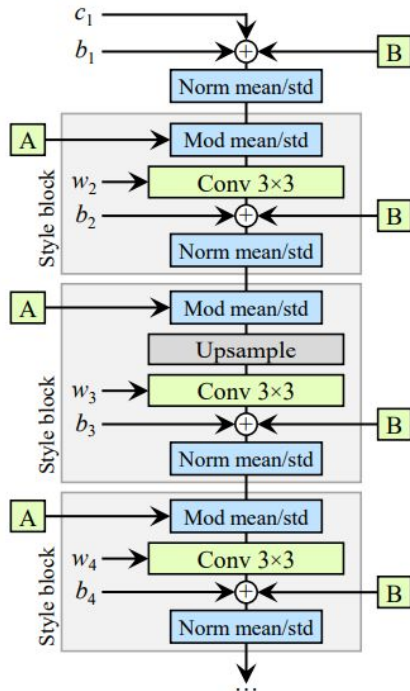 c₁
b₁ + B
Norm mean/std
A Mod mean/std
w₂ Conv 3×3
b₂ + B
Norm mean/std
Style block
A Mod mean/std
Upsample
w₃ Conv 3×3
b₃ + B
Norm mean/std
Style block
A Mod mean/std
w₄ Conv 3×3
b₄ + B
Norm mean/std
Style block
...